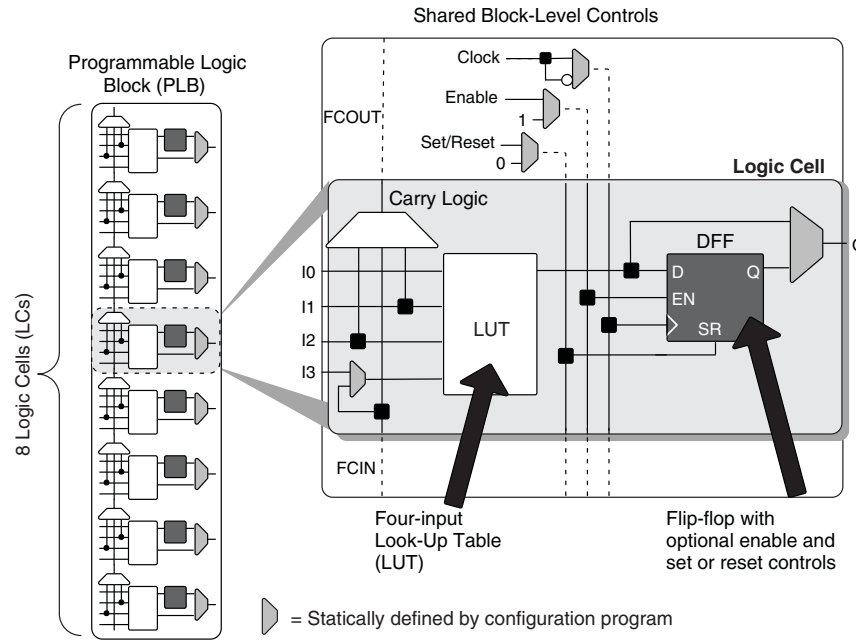 Shared Block-Level Controls
Programmable Logic
Block (PLB)
Clock
Enable
1
FCOUT
Set/Reset
0
Logic Cell
Carry Logic
DFF
I0
D
Q
I1
EN
LUT
I2
SR
I3
8 Logic Cells (LCs)
FCIN
Four-input
Look-Up Table
(LUT)
Flip-flop with
optional enable and
set or reset controls
= Statically defined by configuration program